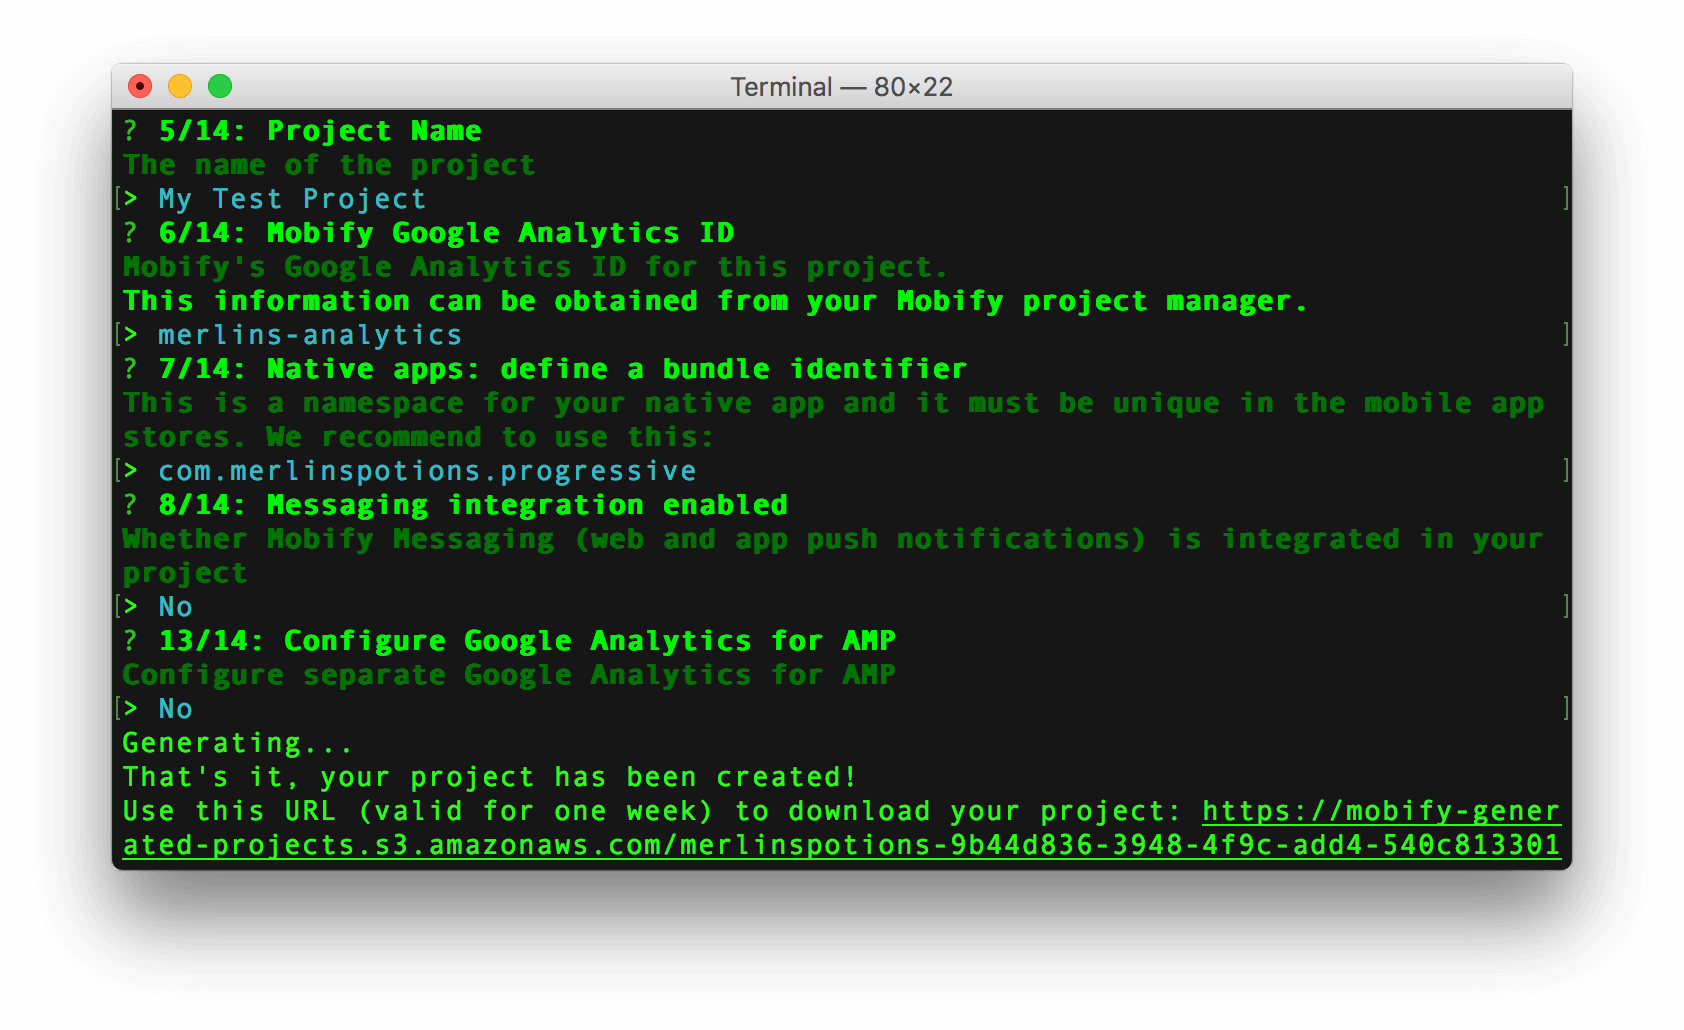 Terminal — 80×22
? 5/14: Project Name
The name of the project
[> My Test Project ]
? 6/14: Mobify Google Analytics ID
Mobify's Google Analytics ID for this project.
This information can be obtained from your Mobify project manager.
[> merlins-analytics ]
? 7/14: Native apps: define a bundle identifier
This is a namespace for your native app and it must be unique in the mobile app
stores. We recommend to use this:
[> com.merlinspotions.progressive ]
? 8/14: Messaging integration enabled
Whether Mobify Messaging (web and app push notifications) is integrated in your
project
[> No ]
? 13/14: Configure Google Analytics for AMP
Configure separate Google Analytics for AMP
[> No ]
Generating...
That's it, your project has been created!
Use this URL (valid for one week) to download your project: https://mobify-gener
ated-projects.s3.amazonaws.com/merlinspotions-9b44d836-3948-4f9c-add4-540c813301